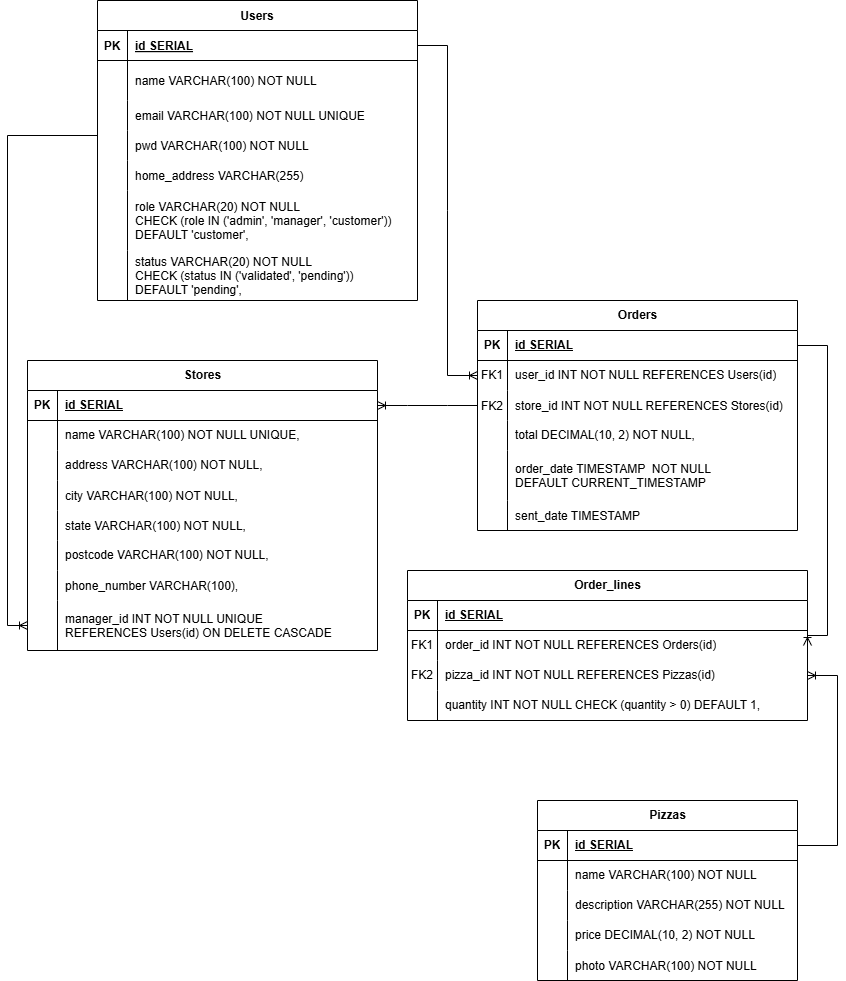 Users
PK id SERIAL
name VARCHAR(100) NOT NULL
email VARCHAR(100) NOT NULL UNIQUE
pwd VARCHAR(100) NOT NULL
home_address VARCHAR(255)
role VARCHAR(20) NOT NULL
CHECK (role IN ('admin', 'manager', 'customer'))
DEFAULT 'customer',
status VARCHAR(20) NOT NULL
CHECK (status IN ('validated', 'pending'))
DEFAULT 'pending',
Orders
PK id SERIAL
FK1 user_id INT NOT NULL REFERENCES Users(id)
FK2 store_id INT NOT NULL REFERENCES Stores(id)
total DECIMAL(10, 2) NOT NULL,
order_date TIMESTAMP NOT NULL
DEFAULT CURRENT_TIMESTAMP
sent_date TIMESTAMP
Stores
PK id SERIAL
name VARCHAR(100) NOT NULL UNIQUE,
address VARCHAR(100) NOT NULL,
city VARCHAR(100) NOT NULL,
state VARCHAR(100) NOT NULL,
postcode VARCHAR(100) NOT NULL,
phone_number VARCHAR(100),
manager_id INT NOT NULL UNIQUE
REFERENCES Users(id) ON DELETE CASCADE
Order_lines
PK id SERIAL
FK1 order_id INT NOT NULL REFERENCES Orders(id)
FK2 pizza_id INT NOT NULL REFERENCES Pizzas(id)
quantity INT NOT NULL CHECK (quantity > 0) DEFAULT 1,
Pizzas
PK id SERIAL
name VARCHAR(100) NOT NULL
description VARCHAR(255) NOT NULL
price DECIMAL(10, 2) NOT NULL
photo VARCHAR(100) NOT NULL